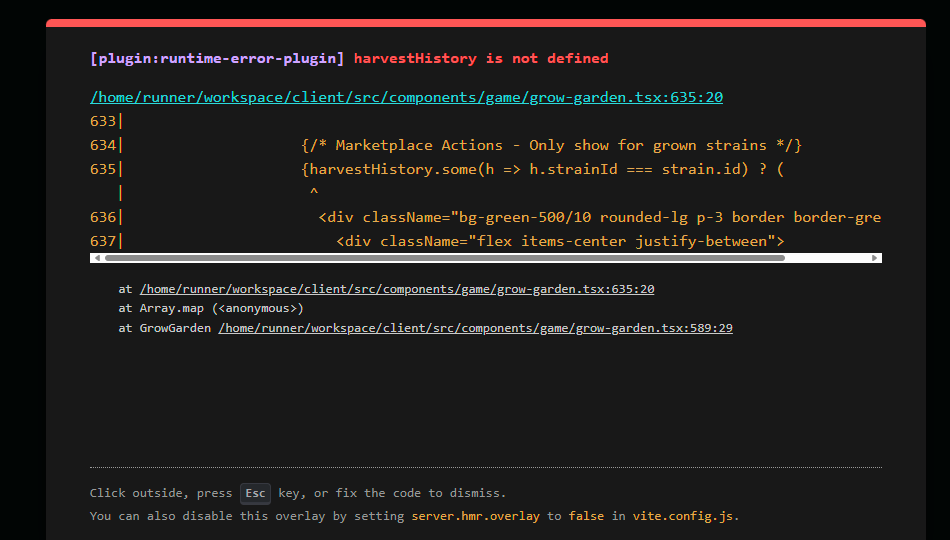 [plugin:runtime-error-plugin] harvestHistory is not defined
/home/runner/workspace/client/src/components/game/grow-garden.tsx:635:20
633|
634|                    {/* Marketplace Actions - Only show for grown strains */}
635|                    {harvestHistory.some(h => h.strainId === strain.id) ? (
   |                     ^
636|                      <div className="bg-green-500/10 rounded-lg p-3 border border-gre
637|                        <div className="flex items-center justify-between">
at /home/runner/workspace/client/src/components/game/grow-garden.tsx:635:20
at Array.map (<anonymous>)
at GrowGarden /home/runner/workspace/client/src/components/game/grow-garden.tsx:589:29
Click outside, press Esc key, or fix the code to dismiss.
You can also disable this overlay by setting server.hmr.overlay to false in vite.config.js.